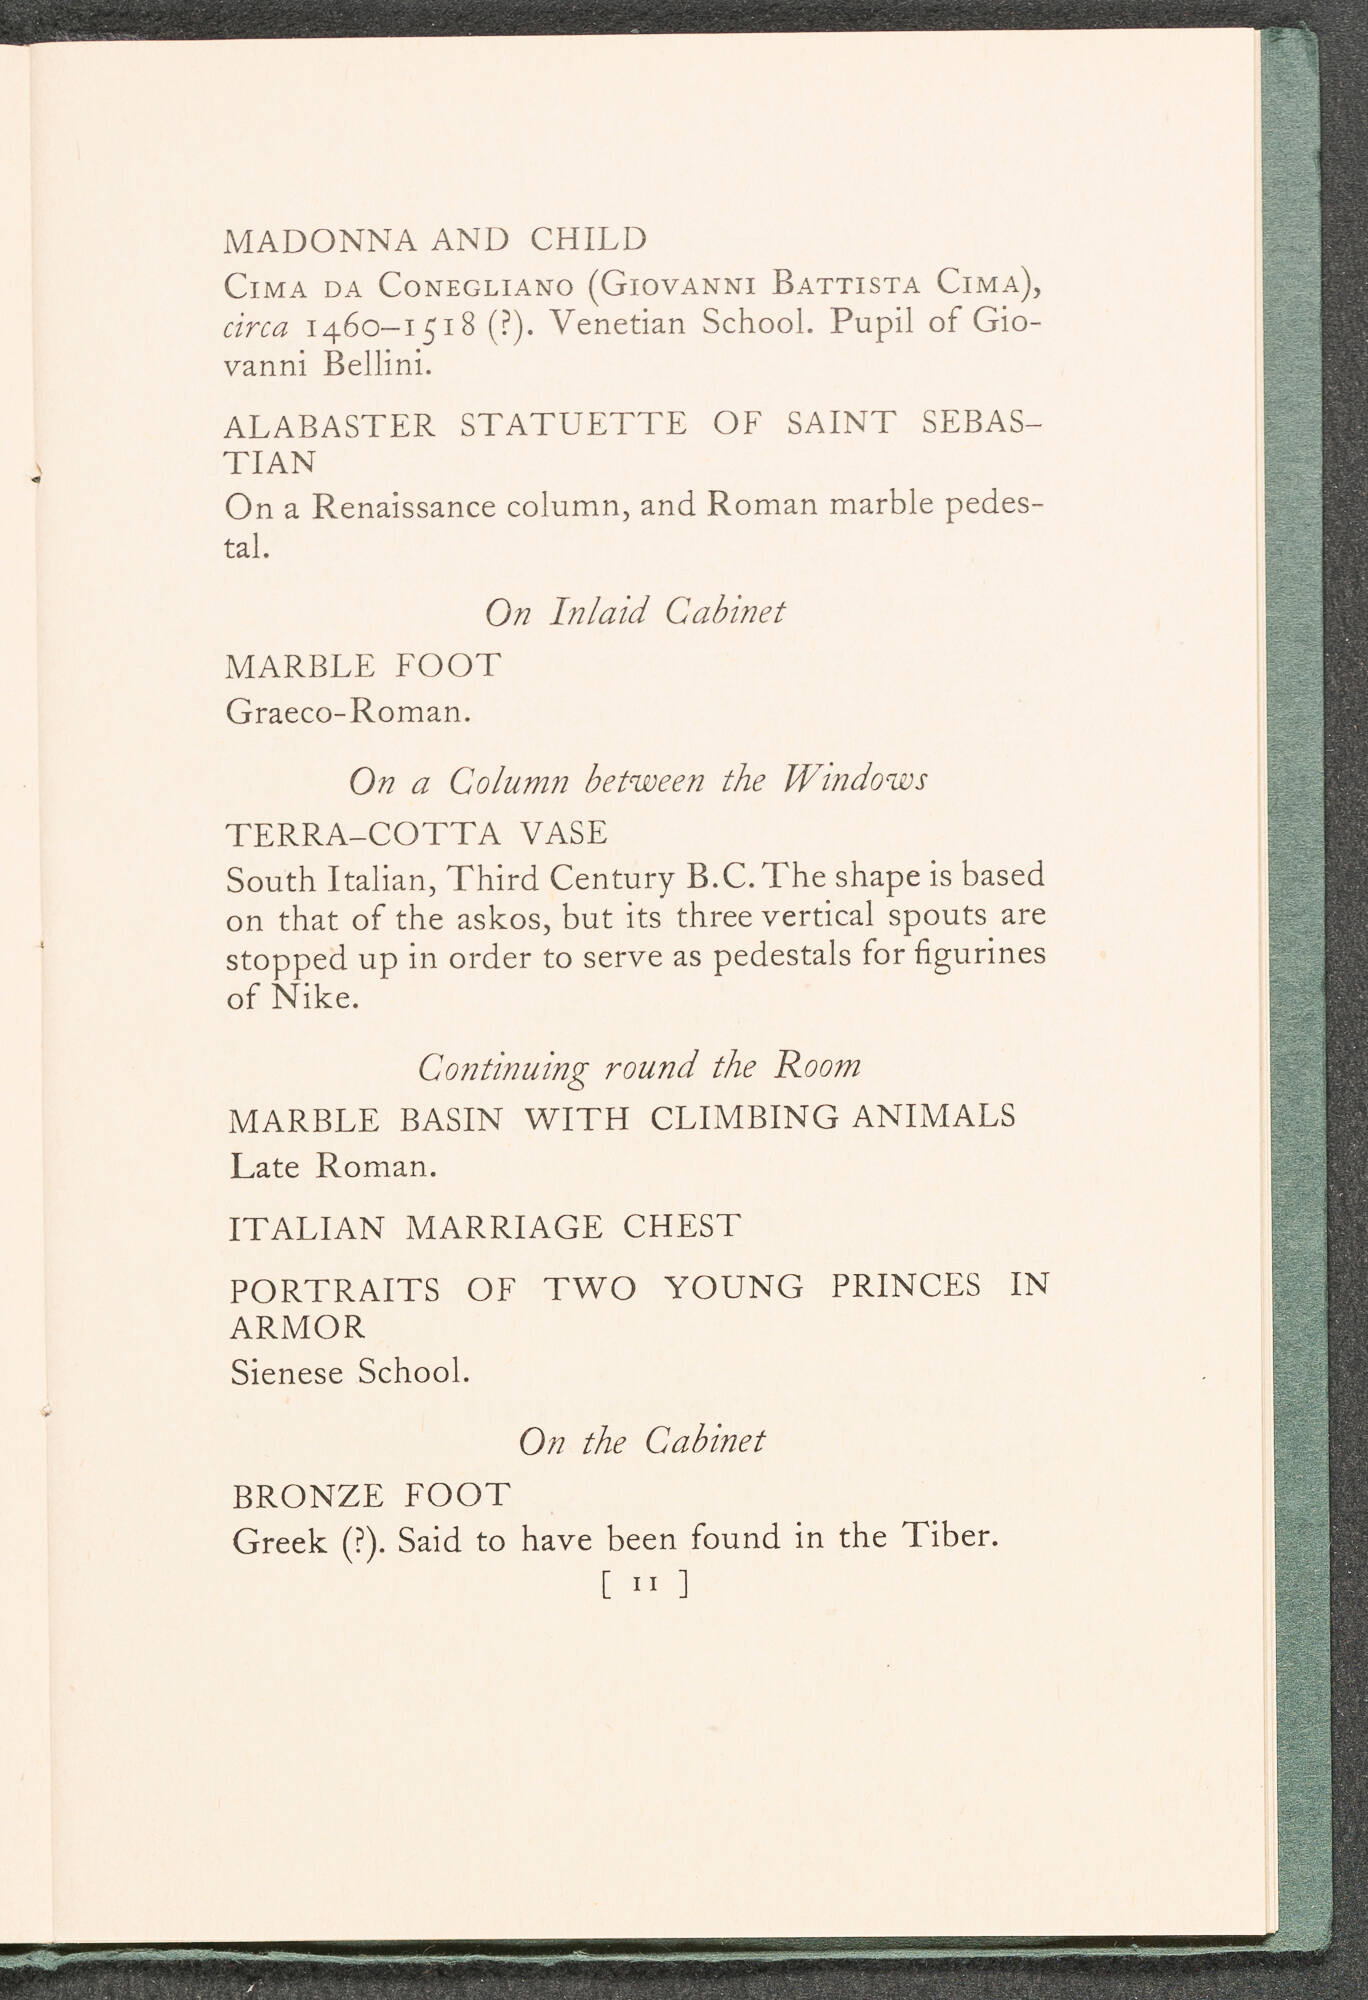 MADONNA AND CHILD
CIMA DA CONEGLIANO (GIOVANNI BATTISTA CIMA),
circa 1460–1518 (?). Venetian School. Pupil of Gio-
vanni Bellini.
ALABASTER STATUETTE OF SAINT SEBAS-
TIAN
On a Renaissance column, and Roman marble pedes-
tal.
On Inlaid Cabinet
MARBLE FOOT
Graeco-Roman.
On a Column between the Windows
TERRA-COTTA VASE
South Italian, Third Century B.C. The shape is based
on that of the askos, but its three vertical spouts are
stopped up in order to serve as pedestals for figurines
of Nike.
Continuing round the Room
MARBLE BASIN WITH CLIMBING ANIMALS
Late Roman.
ITALIAN MARRIAGE CHEST
PORTRAITS OF TWO YOUNG PRINCES IN
ARMOR
Sienese School.
On the Cabinet
BRONZE FOOT
Greek (?). Said to have been found in the Tiber.
[ 11 ]